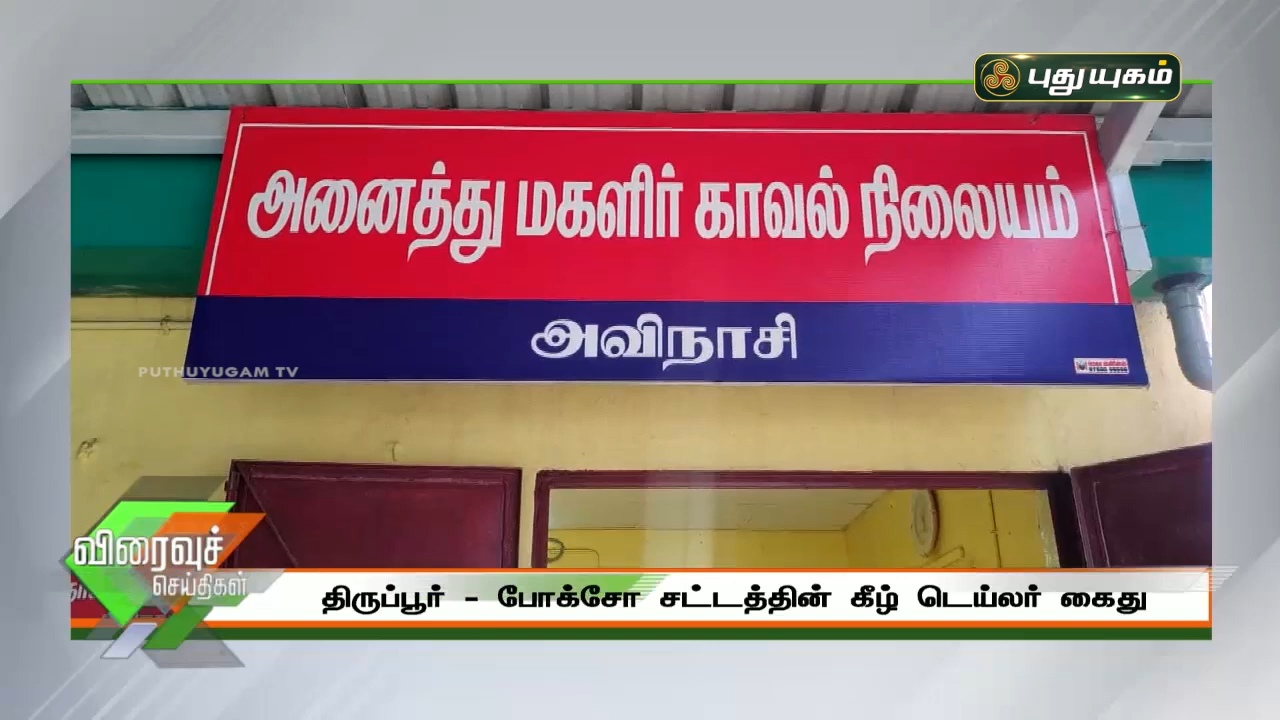 புதுயுகம்
அனைத்து மகளிர் காவல் நிலையம்
அவிநாசி
PUTHUYUGAM TV
விரைவுச்
செய்திகள்
திருப்பூர் - போக்சோ சட்டத்தின் கீழ் டெய்லர் கைது